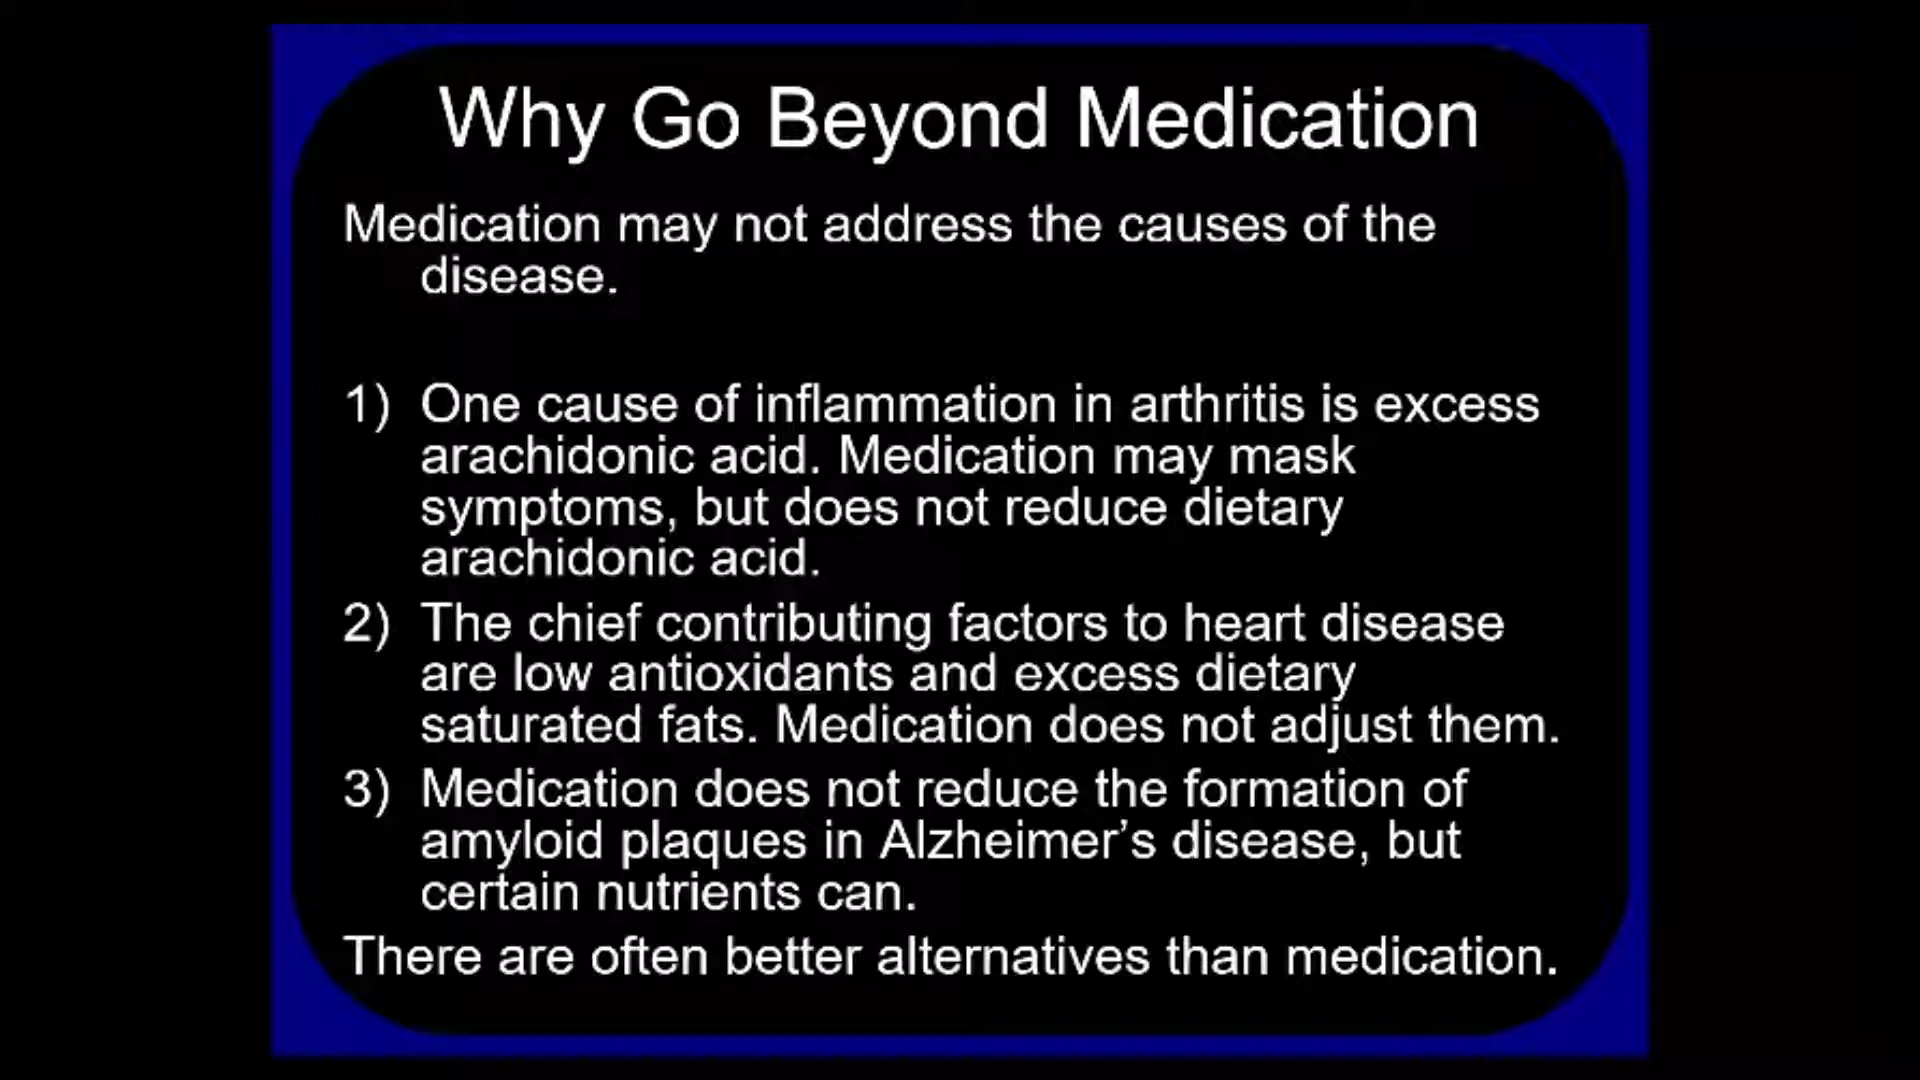 Why Go Beyond Medication
Medication may not address the causes of the
disease.
1) One cause of inflammation in arthritis is excess
arachidonic acid. Medication may mask
symptoms, but does not reduce dietary
arachidonic acid.
2) The chief contributing factors to heart disease
are low antioxidants and excess dietary
saturated fats. Medication does not adjust them.
3) Medication does not reduce the formation of
amyloid plaques in Alzheimer’s disease, but
certain nutrients can.
There are often better alternatives than medication.